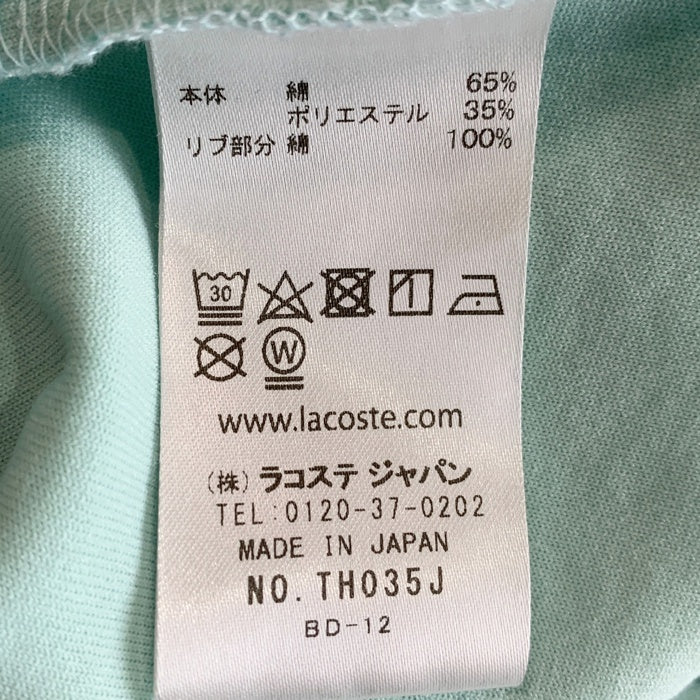 本体 綿 65%
ポリエステル 35%
リブ部分 綿 100%
30
W
www.lacoste.com
(株) ラコステ ジャパン
TEL:0120-37-0202
MADE IN JAPAN
NO. TH035J
BD-12